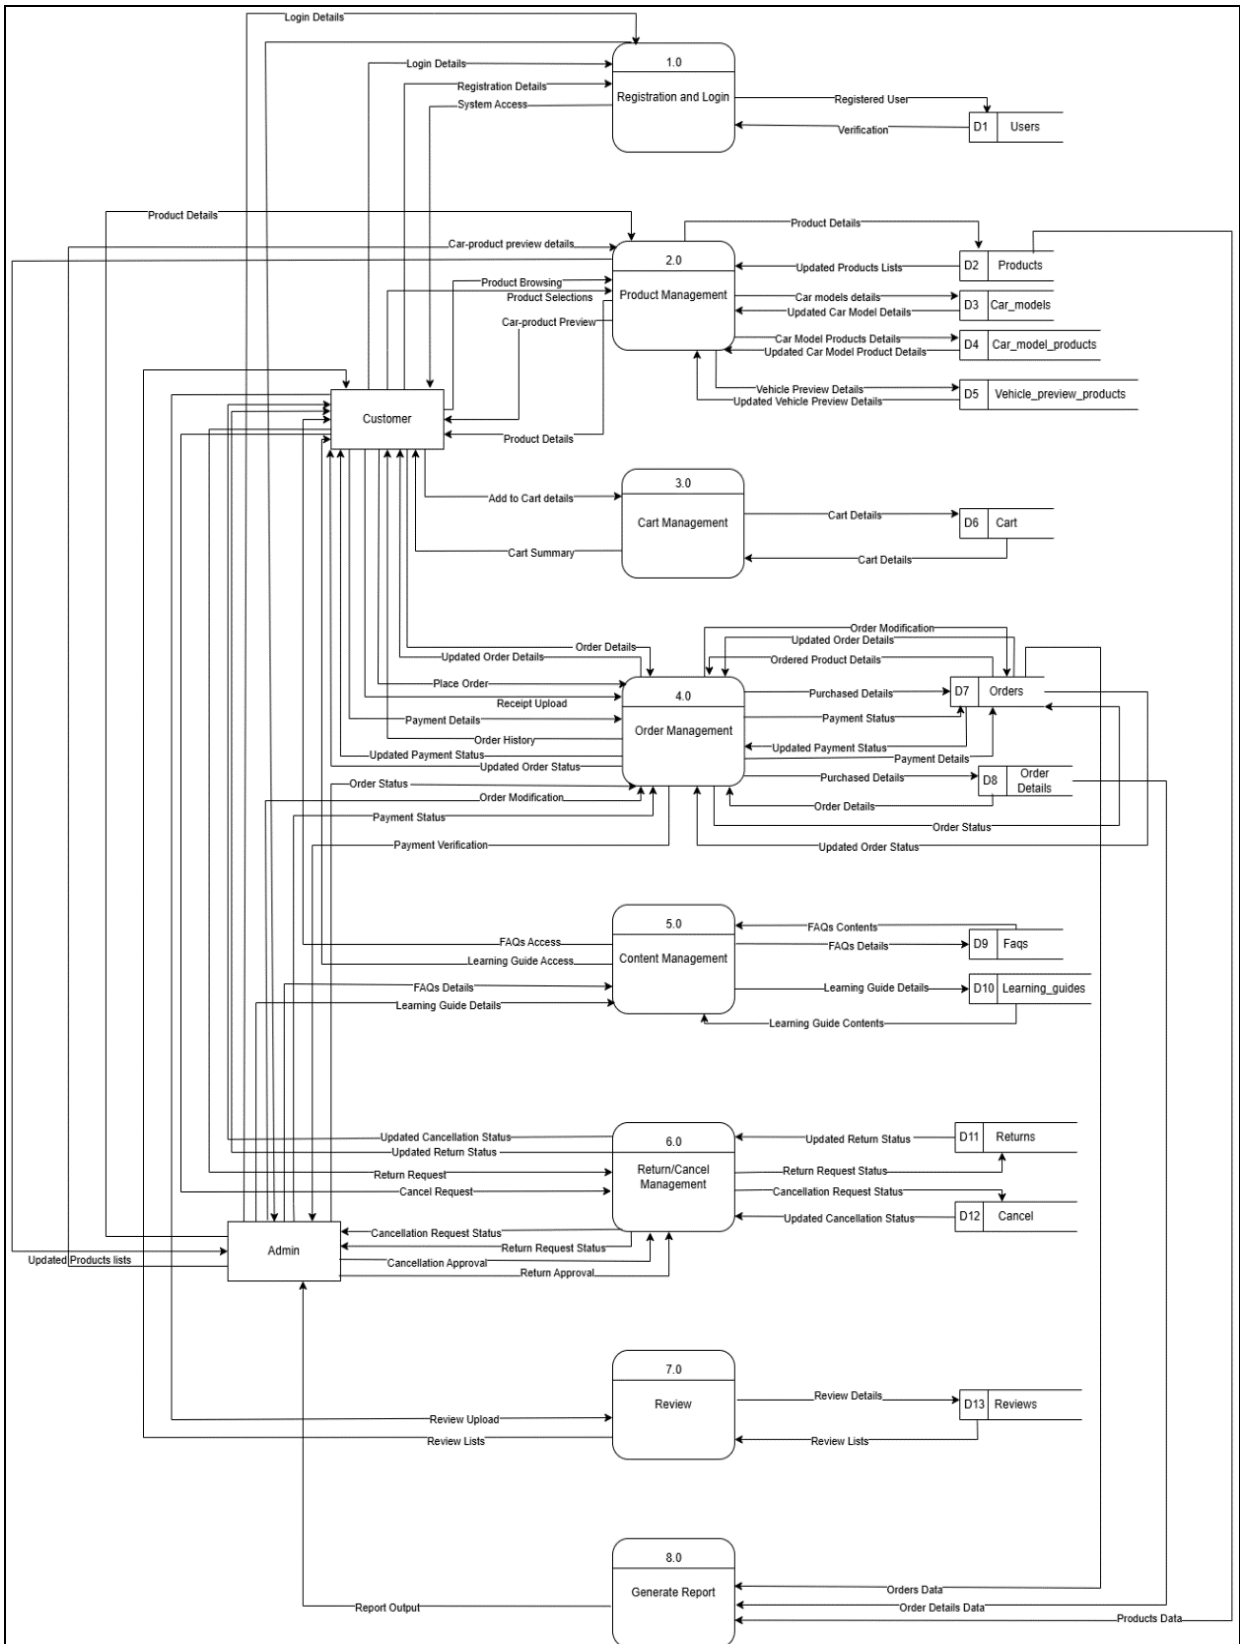 Login Details
1.0
Login Details
Registration Details
Registration and Login
System Access
Registered User
Verification
D1 Users
Product Details
Product Details
Car-product preview details
2.0
Updated Products Lists
D2 Products
Product Browsing
Product Management
Product Selections
Car models details
D3 Car_models
Updated Car Model Details
Car-product Preview
Car Model Products Details
D4 Car_model_products
Updated Car Model Product Details
Vehicle Preview Details
D5 Vehicle_preview_products
Updated Vehicle Preview Details
Customer
Product Details
3.0
Add to Cart details
Cart Management
Cart Details
D6 Cart
Cart Summary
Cart Details
Order Modification
Updated Order Details
Order Details
Updated Order Details
Ordered Product Details
Place Order
4.0
Purchased Details
D7 Orders
Receipt Upload
Payment Details
Payment Status
Order Management
Order History
Updated Payment Status
Updated Payment Status
Payment Details
Updated Order Status
Order Status
Purchased Details
D8 Order
Details
Order Modification
Order Details
Payment Status
Order Status
Payment Verification
Updated Order Status
5.0
FAQs Contents
FAQs Access
FAQs Details
D9 Faqs
Content Management
Learning Guide Access
FAQs Details
Learning Guide Details
D10 Learning_guides
Learning Guide Details
Learning Guide Contents
Updated Cancellation Status
6.0
Updated Return Status
D11 Returns
Updated Return Status
Return Request
Return/Cancel
Management
Return Request Status
Cancel Request
Cancellation Request Status
Updated Cancellation Status
D12 Cancel
Cancellation Request Status
Admin
Return Request Status
Updated Products lists
Cancellation Approval
Return Approval
7.0
Review Details
Review
D13 Reviews
Review Upload
Review Lists
Review Lists
8.0
Generate Report
Orders Data
Report Output
Order Details Data
Products Data